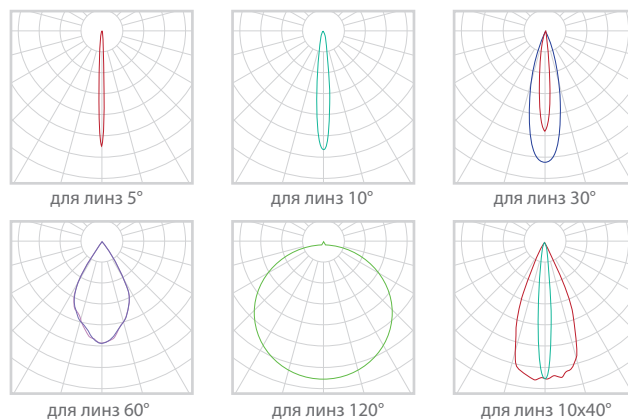 для линз 5°
для линз 10°
для линз 30°
для линз 60°
для линз 120°
для линз 10x40°